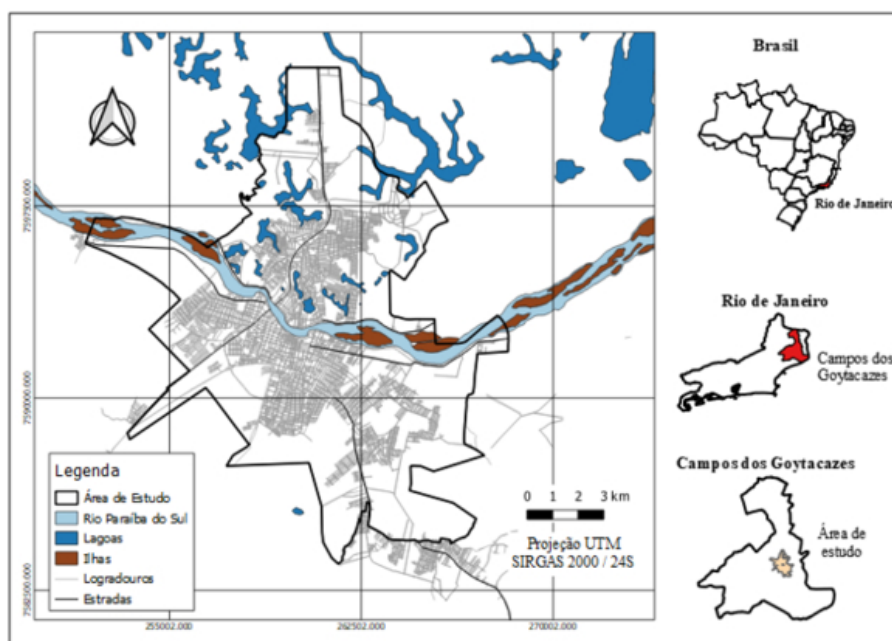 Brasil
Rio de Janeiro
Rio de Janeiro
Campos dos
Goytacazes
Campos dos Goytacazes
Área de
estudo
7590000.000
7582500.000
Legenda
Área de Estudo
Rio Paraíba do Sul
Lagoas
Ilhas
Logradouros
Estradas
0 1 2 3 km
Projeção UTM
SIRGAS 2000 / 24S
255002.000
262502.000
270002.000